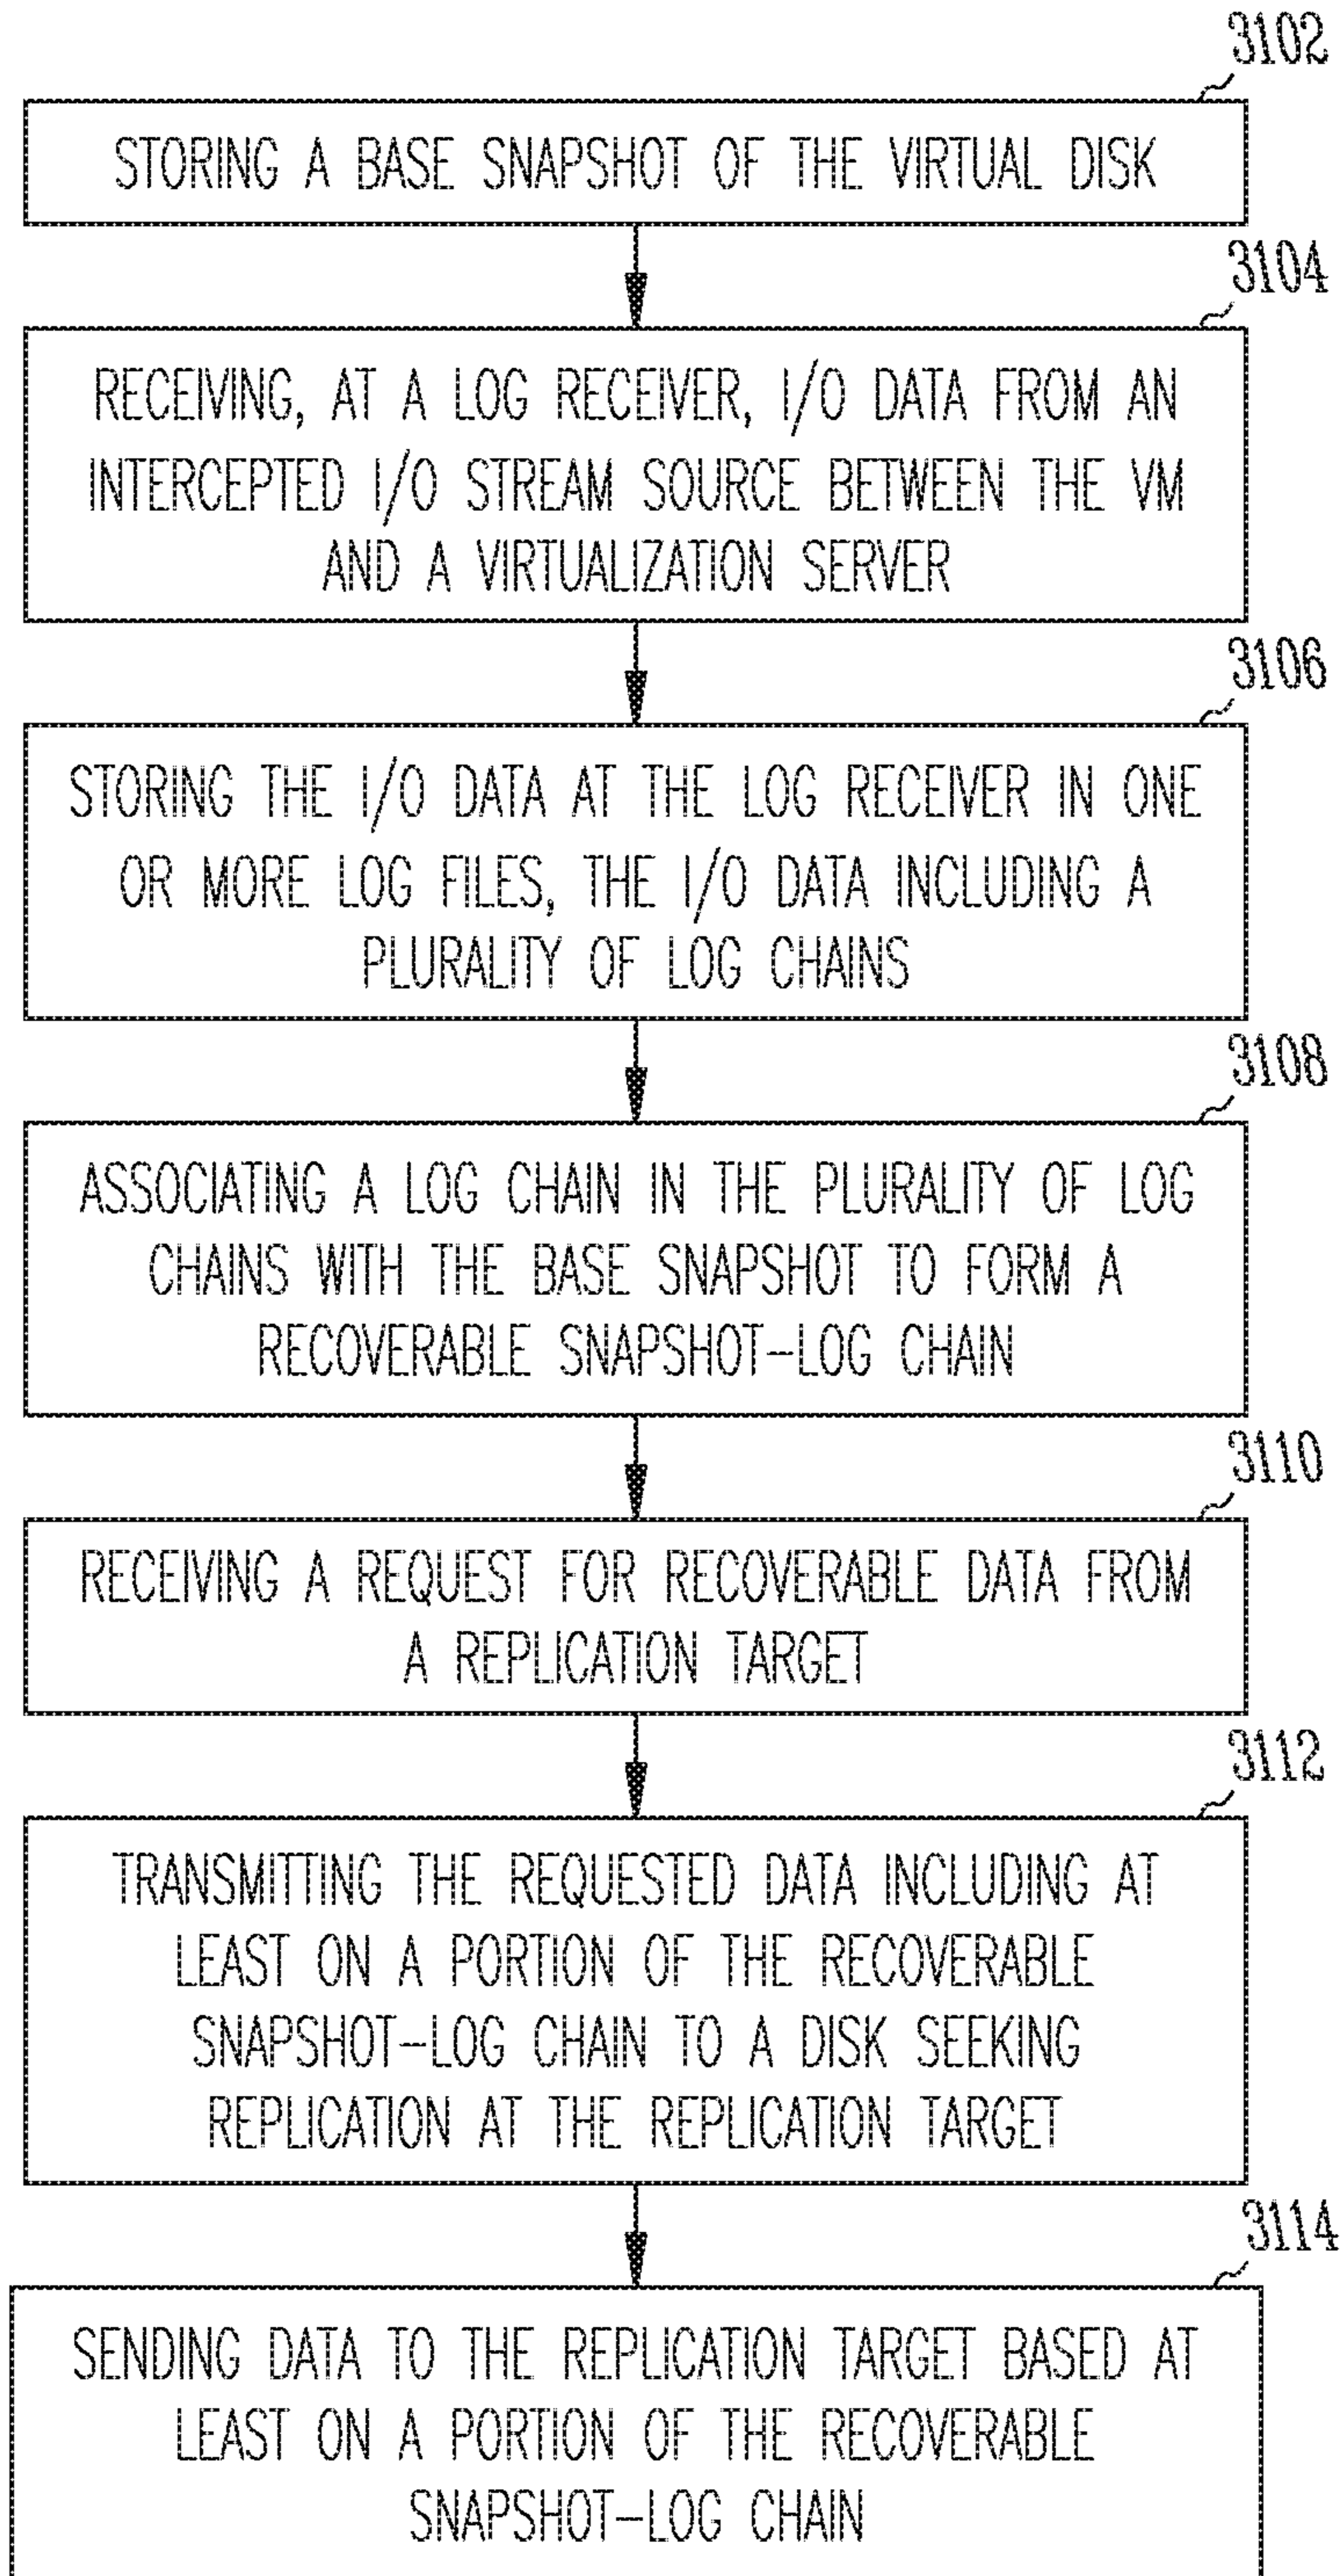 3102
STORING A BASE SNAPSHOT OF THE VIRTUAL DISK
3104
RECEIVING, AT A LOG RECEIVER, I/O DATA FROM AN
INTERCEPTED I/O STREAM SOURCE BETWEEN THE VM
AND A VIRTUALIZATION SERVER
3106
STORING THE I/O DATA AT THE LOG RECEIVER IN ONE
OR MORE LOG FILES, THE I/O DATA INCLUDING A
PLURALITY OF LOG CHAINS
3108
ASSOCIATING A LOG CHAIN IN THE PLURALITY OF LOG
CHAINS WITH THE BASE SNAPSHOT TO FORM A
RECOVERABLE SNAPSHOT-LOG CHAIN
3110
RECEIVING A REQUEST FOR RECOVERABLE DATA FROM
A REPLICATION TARGET
3112
TRANSMITTING THE REQUESTED DATA INCLUDING AT
LEAST ON A PORTION OF THE RECOVERABLE
SNAPSHOT-LOG CHAIN TO A DISK SEEKING
REPLICATION AT THE REPLICATION TARGET
3114
SENDING DATA TO THE REPLICATION TARGET BASED AT
LEAST ON A PORTION OF THE RECOVERABLE
SNAPSHOT-LOG CHAIN